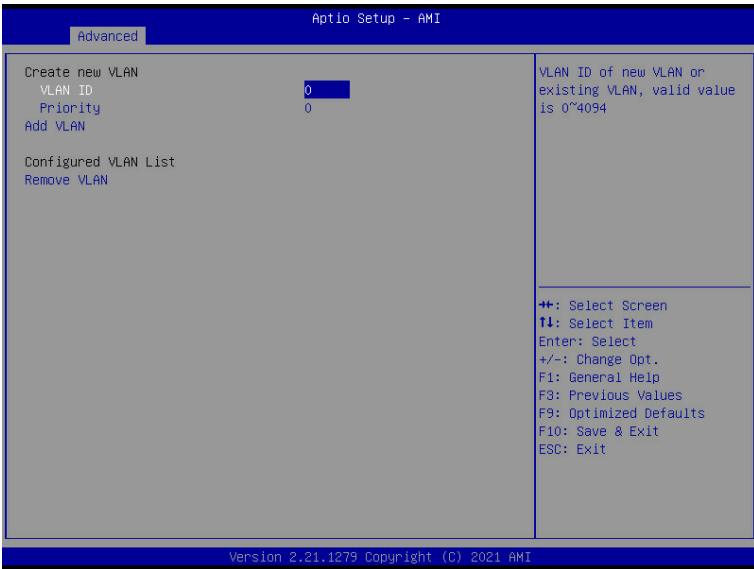 Aptio Setup – AMI
Advanced
Create new VLAN
VLAN ID 0
Priority 0
Add VLAN
Configured VLAN List
Remove VLAN
VLAN ID of new VLAN or
existing VLAN, valid value
is 0~4094
→←: Select Screen
↑↓: Select Item
Enter: Select
+/-: Change Opt.
F1: General Help
F3: Previous Values
F9: Optimized Defaults
F10: Save & Exit
ESC: Exit
Version 2.21.1279 Copyright (C) 2021 AMI